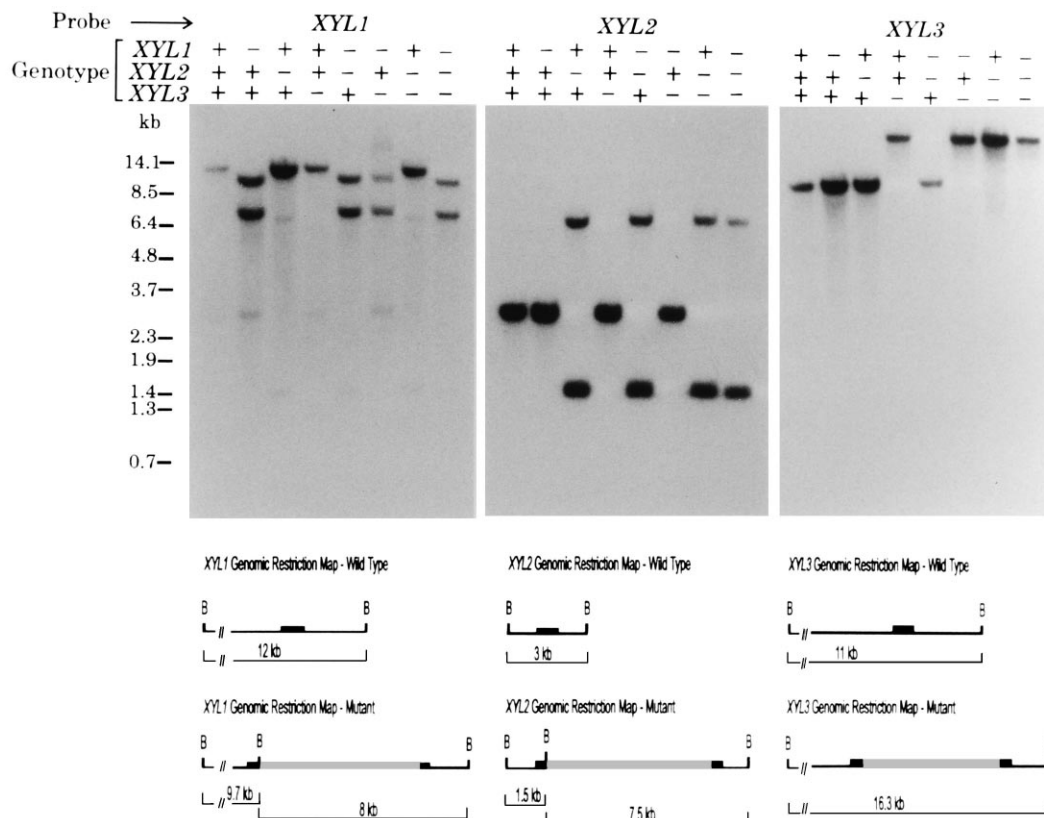 Probe → XYL1 XYL2 XYL3
Genotype
XYL1 + − + + − − + − + − + + − − + − + − + + − − + −
XYL2 + + − + − + − − + + − + − + − − + + − + − + − −
XYL3 + + + − + − − − + + + − + − − − + + + − + − − −
kb
14.1
8.5
6.4
4.8
3.7
2.3
1.9
1.4
1.3
0.7
XYL1 Genomic Restriction Map - Wild Type
B // B
12 kb
//
XYL2 Genomic Restriction Map - Wild Type
B B
3 kb
XYL3 Genomic Restriction Map - Wild Type
B // B
11 kb
//
XYL1 Genomic Restriction Map - Mutant
B // B B
9.7 kb
//
8 kb
XYL2 Genomic Restriction Map - Mutant
B B B
1.5 kb
7.5 kb
XYL3 Genomic Restriction Map - Mutant
B //
16.3 kb
//